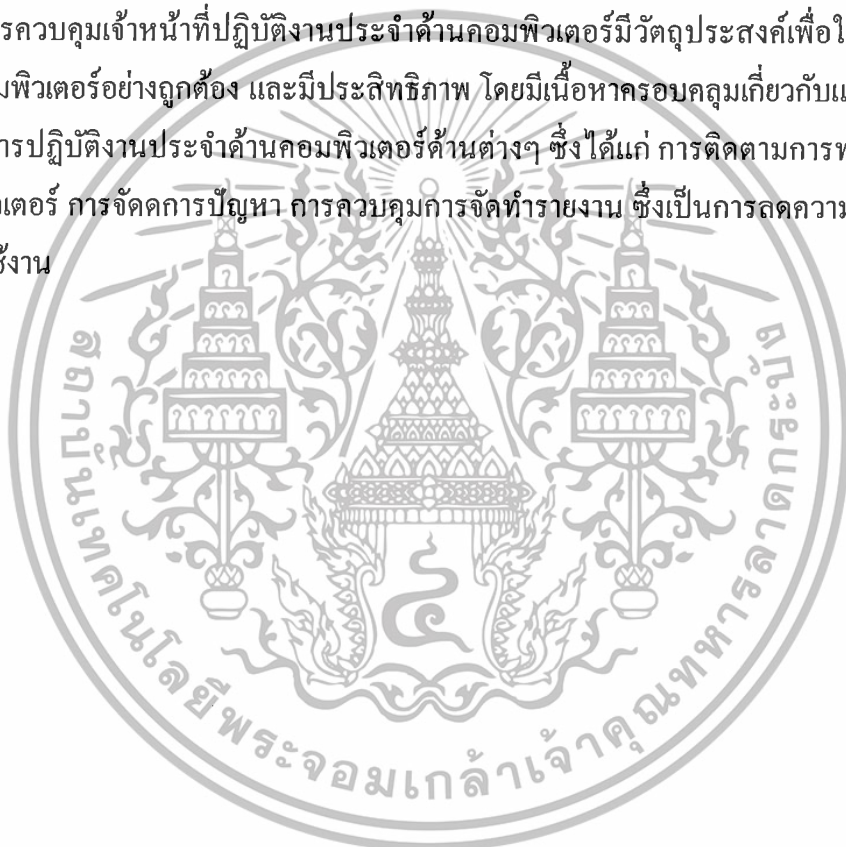 รควบคุมเจ้าหน้าที่ปฏิบัติงานประจำด้านคอมพิวเตอร์มีวัตถุประสงค์เพื่อใ
มพิวเตอร์อย่างถูกต้อง และมีประสิทธิภาพ โดยมีเนื้อหาครอบคลุมเกี่ยวกับแ
ารปฏิบัติงานประจำด้านคอมพิวเตอร์ด้านต่างๆ ซึ่งได้แก่ การติดตามการท
วเตอร์ การจัดดการปัญหา การควบคุมการจัดทำรายงาน ซึ่งเป็นการลดความ
ช้งาน
สถาบันเทคโนโลยีพระจอมเกล้าเจ้าคุณทหารลาดกระบัง